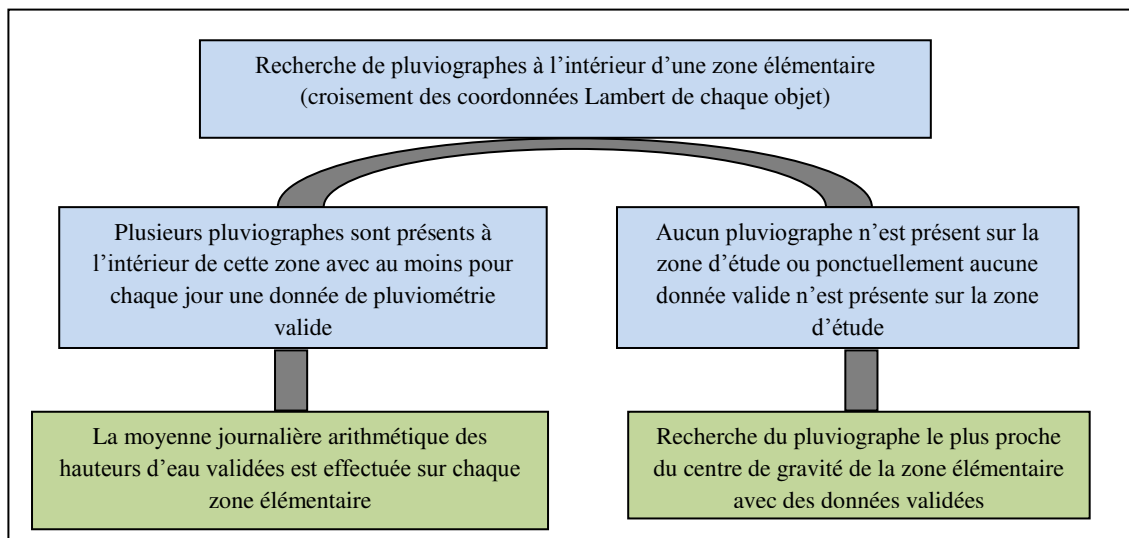 Recherche de pluviographes à l’intérieur d’une zone élémentaire
(croisement des coordonnées Lambert de chaque objet)
Plusieurs pluviographes sont présents à
l’intérieur de cette zone avec au moins pour
chaque jour une donnée de pluviométrie
valide
Aucun pluviographe n’est présent sur la
zone d’étude ou ponctuellement aucune
donnée valide n’est présente sur la zone
d’étude
La moyenne journalière arithmétique des
hauteurs d’eau validées est effectuée sur chaque
zone élémentaire
Recherche du pluviographe le plus proche
du centre de gravité de la zone élémentaire
avec des données validées